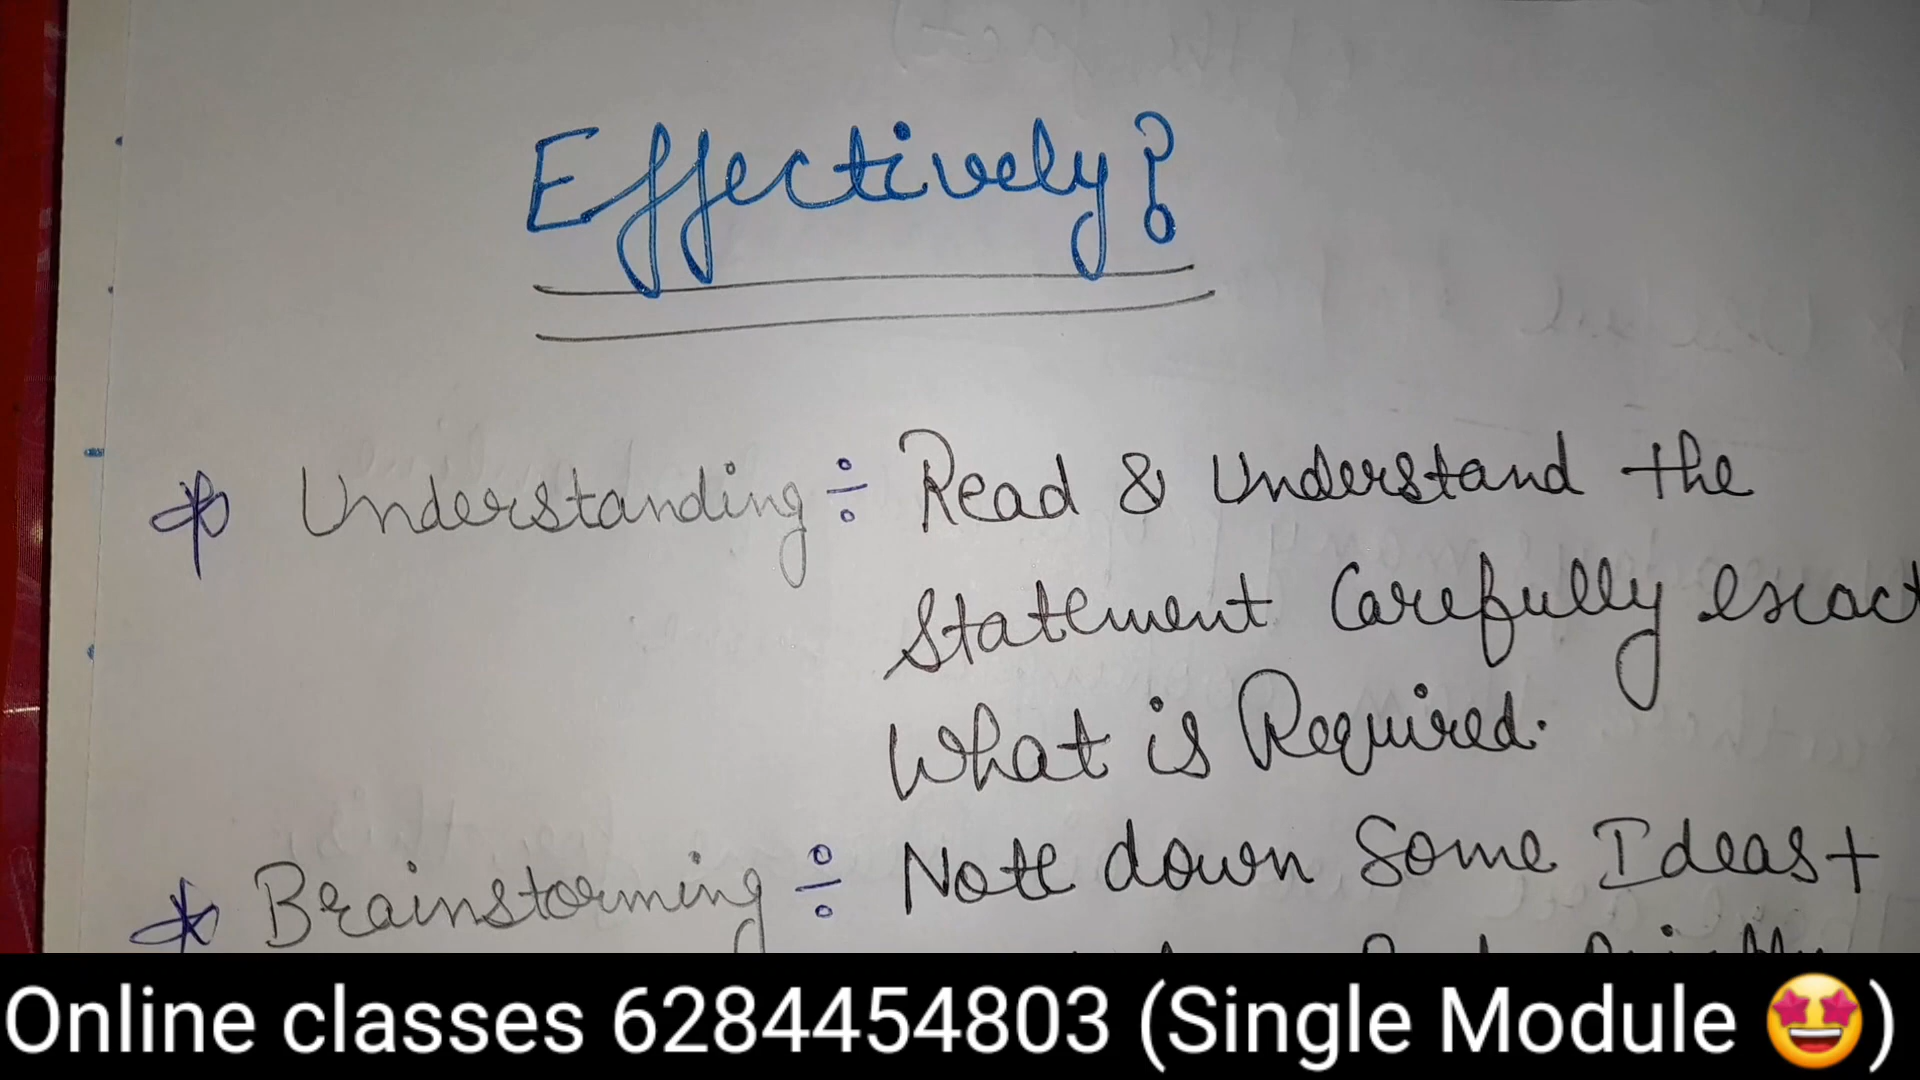 Effectively?
* Understanding ÷ Read & Understand the
Statement Carefully exact
What is Required.
* Brainstorming ÷ Note down Some Ideas +
Online classes 6284454803 (Single Module 🤩)